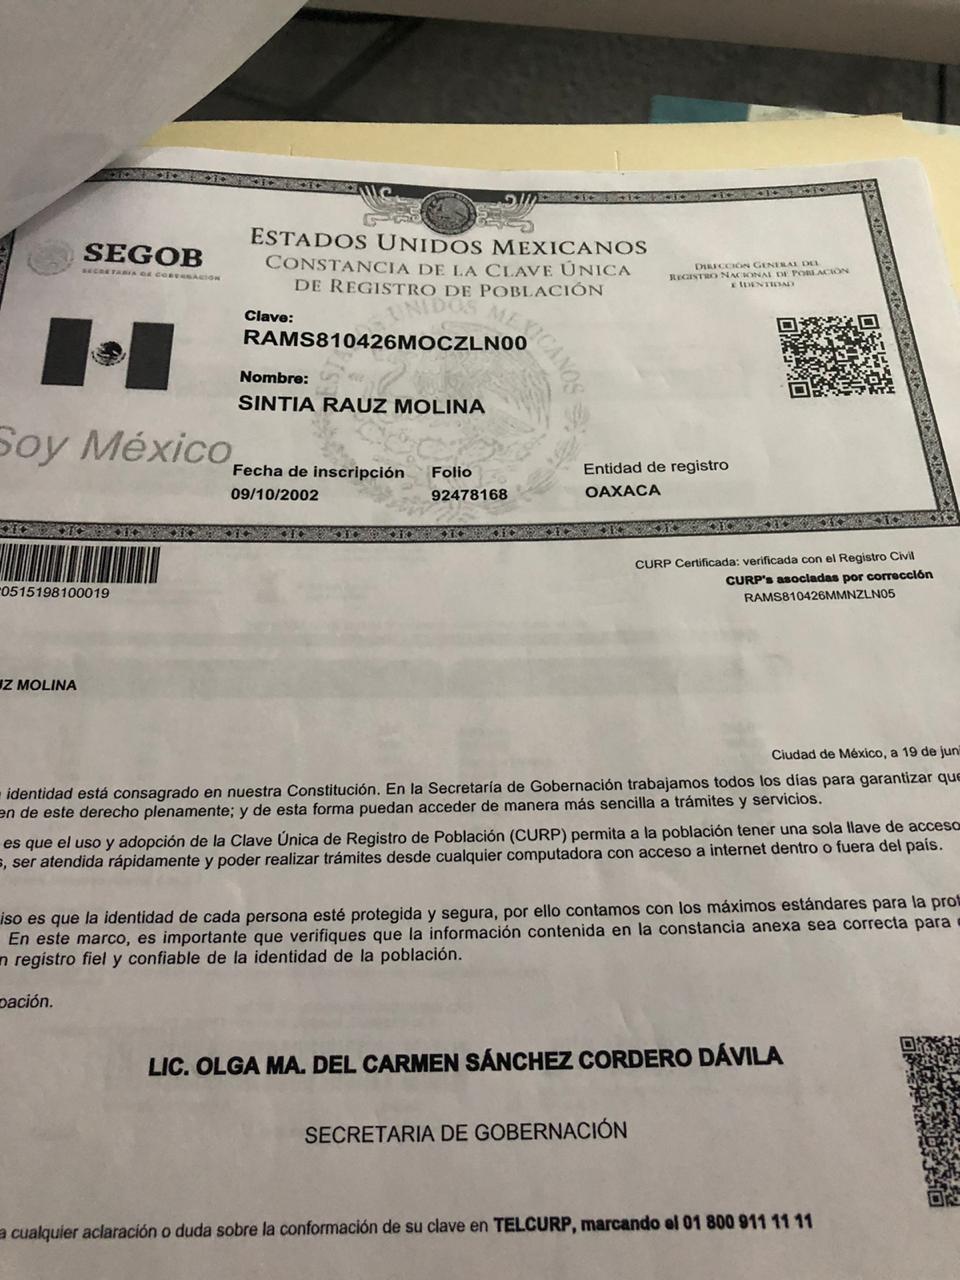 SEGOB
SECRETARÍA DE GOBERNACIÓN
ESTADOS UNIDOS MEXICANOS
CONSTANCIA DE LA CLAVE ÚNICA
DE REGISTRO DE POBLACIÓN
DIRECCIÓN GENERAL DEL
REGISTRO NACIONAL DE POBLACIÓN
E IDENTIDAD
Clave:
RAMS810426MOCZLN00
Nombre:
SINTIA RAUZ MOLINA
Soy México
Fecha de inscripción Folio Entidad de registro
09/10/2002 92478168 OAXACA
0515198100019
CURP Certificada: verificada con el Registro Civil
CURP's asociadas por corrección
RAMS810426MMNZLN05
UZ MOLINA
Ciudad de México, a 19 de jun
identidad está consagrado en nuestra Constitución. En la Secretaría de Gobernación trabajamos todos los días para garantizar que
en de este derecho plenamente; y de esta forma puedan acceder de manera más sencilla a trámites y servicios.
es que el uso y adopción de la Clave Única de Registro de Población (CURP) permita a la población tener una sola llave de acceso
s, ser atendida rápidamente y poder realizar trámites desde cualquier computadora con acceso a internet dentro o fuera del país.
iso es que la identidad de cada persona esté protegida y segura, por ello contamos con los máximos estándares para la prot
. En este marco, es importante que verifiques que la información contenida en la constancia anexa sea correcta para
n registro fiel y confiable de la identidad de la población.
pación.
LIC. OLGA MA. DEL CARMEN SÁNCHEZ CORDERO DÁVILA
SECRETARIA DE GOBERNACIÓN
a cualquier aclaración o duda sobre la conformación de su clave en TELCURP, marcando el 01 800 911 11 11